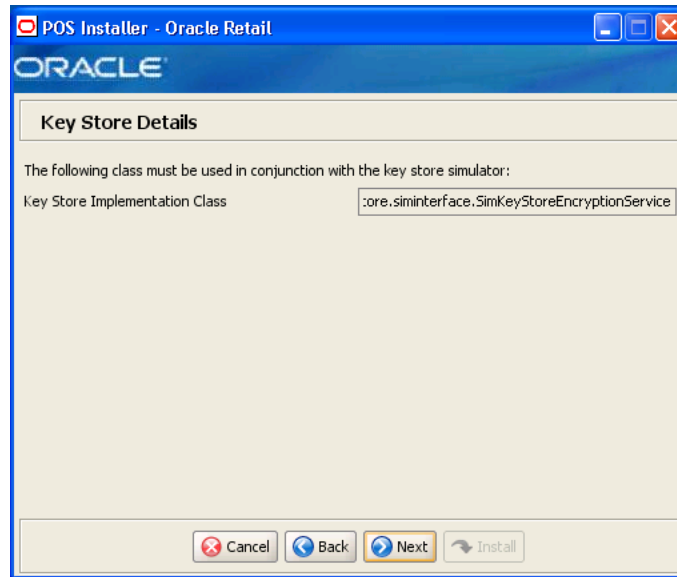 POS Installer - Oracle Retail
ORACLE
Key Store Details
The following class must be used in conjunction with the key store simulator:
Key Store Implementation Class :ore.siminterface.SimKeyStoreEncryptionService
Cancel Back Next Install